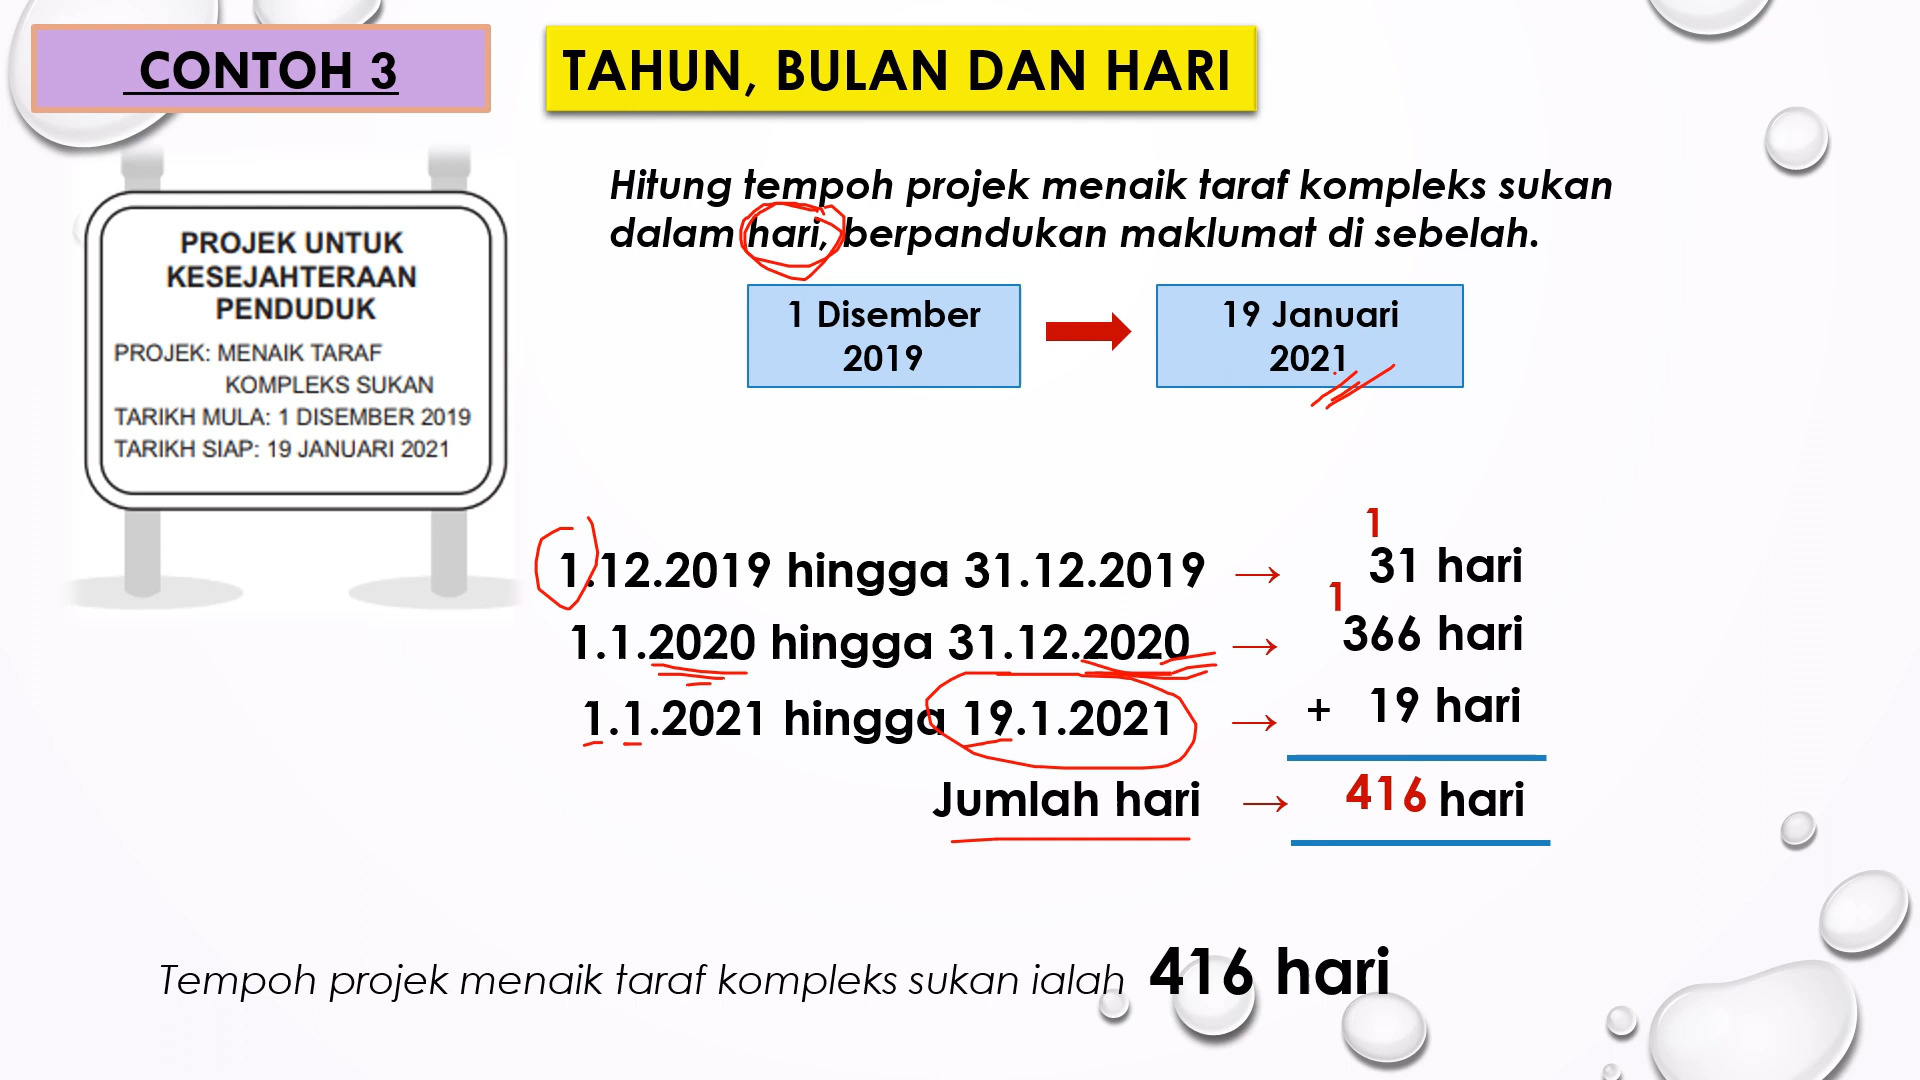 CONTOH 3
TAHUN, BULAN DAN HARI
PROJEK UNTUK
KESEJAHTERAAN
PENDUDUK
PROJEK: MENAIK TARAF
KOMPLEKS SUKAN
TARIKH MULA: 1 DISEMBER 2019
TARIKH SIAP: 19 JANUARI 2021
Hitung tempoh projek menaik taraf kompleks sukan
dalam hari, berpandukan maklumat di sebelah.
1 Disember
2019
19 Januari
2021
1
1.12.2019 hingga 31.12.2019 → 31 hari
1
1.1.2020 hingga 31.12.2020 → 366 hari
1.1.2021 hingga 19.1.2021 → + 19 hari
Jumlah hari → 416 hari
Tempoh projek menaik taraf kompleks sukan ialah 416 hari